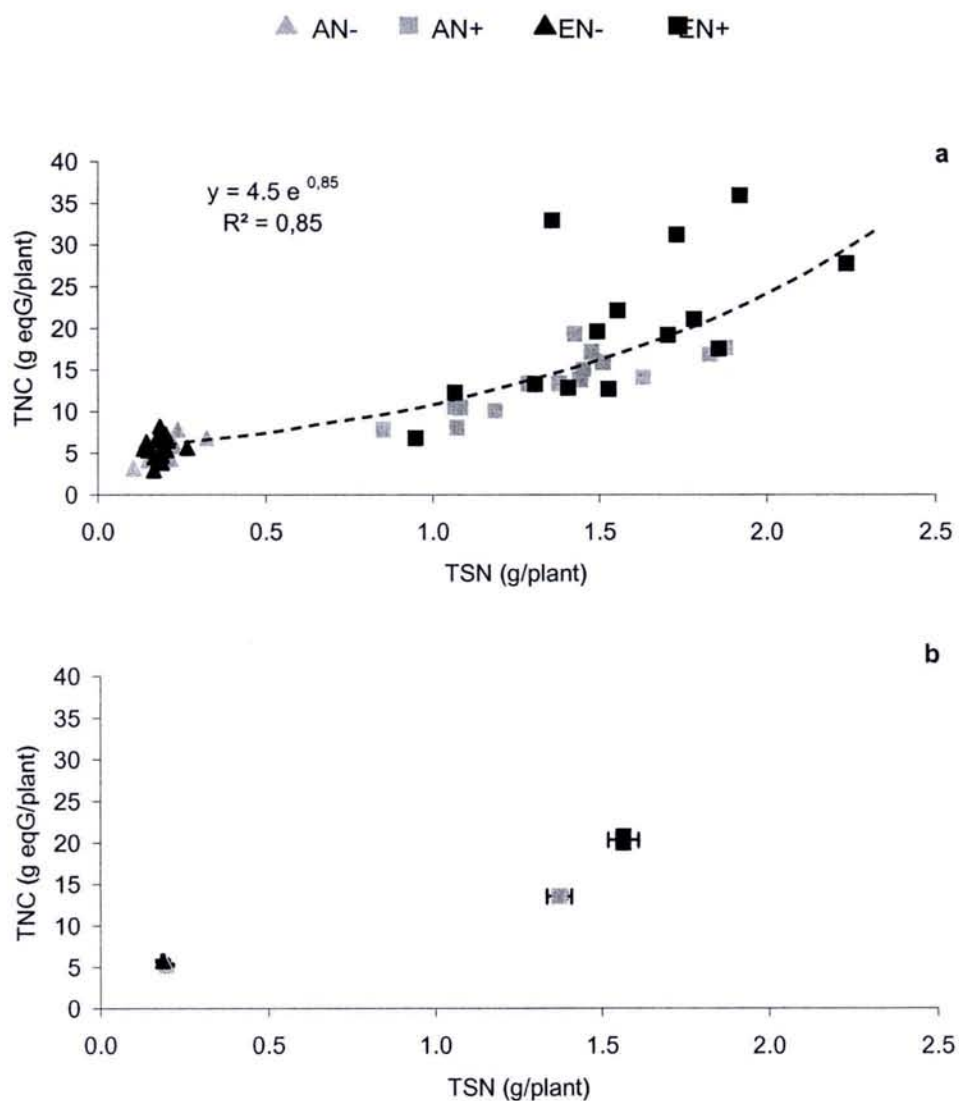 AN- AN+ EN- EN+
a
40
35
30
25
20
15
10
5
0
y = 4.5 e 0,85
R² = 0,85
TNC (g eqG/plant)
0.0 0.5 1.0 1.5 2.0 2.5
TSN (g/plant)
b
40
35
30
25
20
15
10
5
0
TNC (g eqG/plant)
0.0 0.5 1.0 1.5 2.0 2.5
TSN (g/plant)